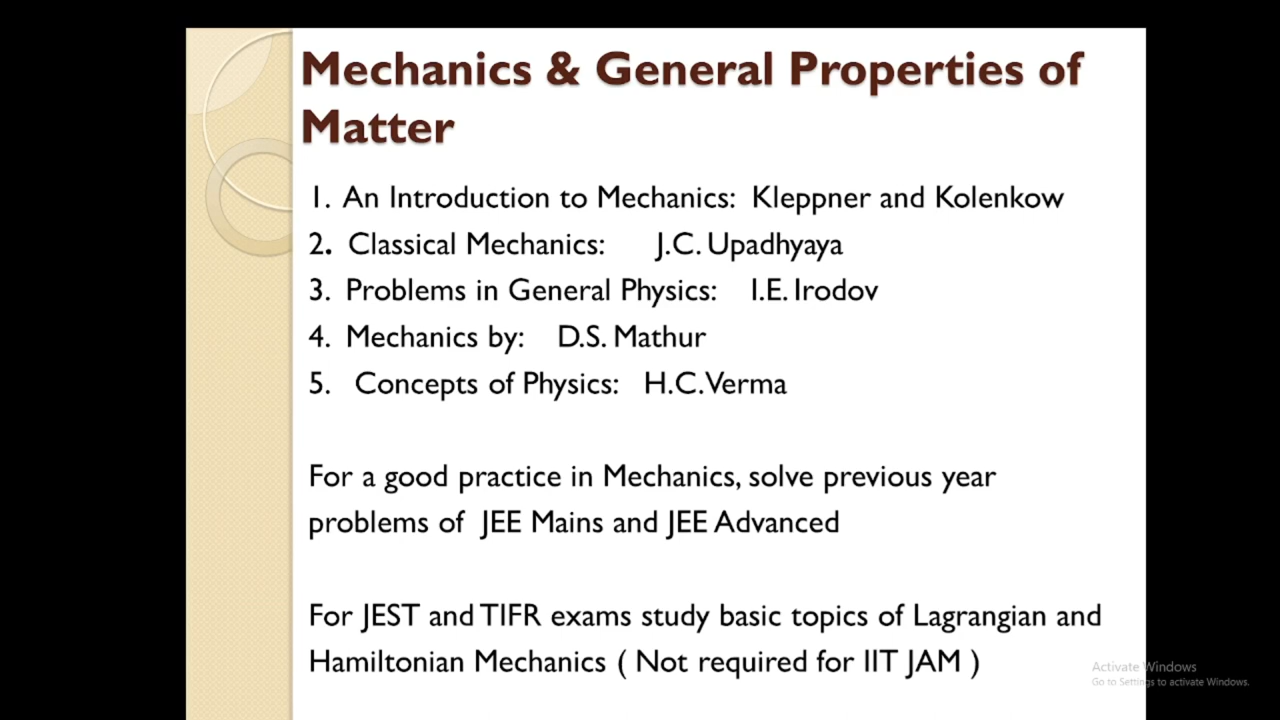 Mechanics & General Properties of
Matter
1. An Introduction to Mechanics: Kleppner and Kolenkow
2. Classical Mechanics: J.C. Upadhyaya
3. Problems in General Physics: I.E. Irodov
4. Mechanics by: D.S. Mathur
5. Concepts of Physics: H.C. Verma
For a good practice in Mechanics, solve previous year
problems of JEE Mains and JEE Advanced
For JEST and TIFR exams study basic topics of Lagrangian and
Hamiltonian Mechanics ( Not required for IIT JAM )
Activate Windows
Go to Settings to activate Windows.